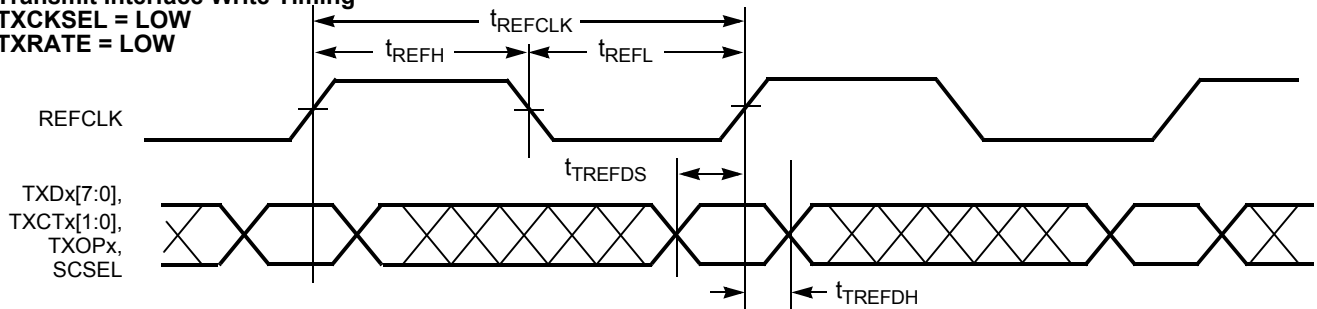 Transmit Interface Write Timing
TXCKSEL = LOW
TXRATE = LOW
tREFCLK
tREFH
tREFL
REFCLK
tTREFDS
TXDx[7:0],
TXCTx[1:0],
TXOPx,
SCSEL
tTREFDH